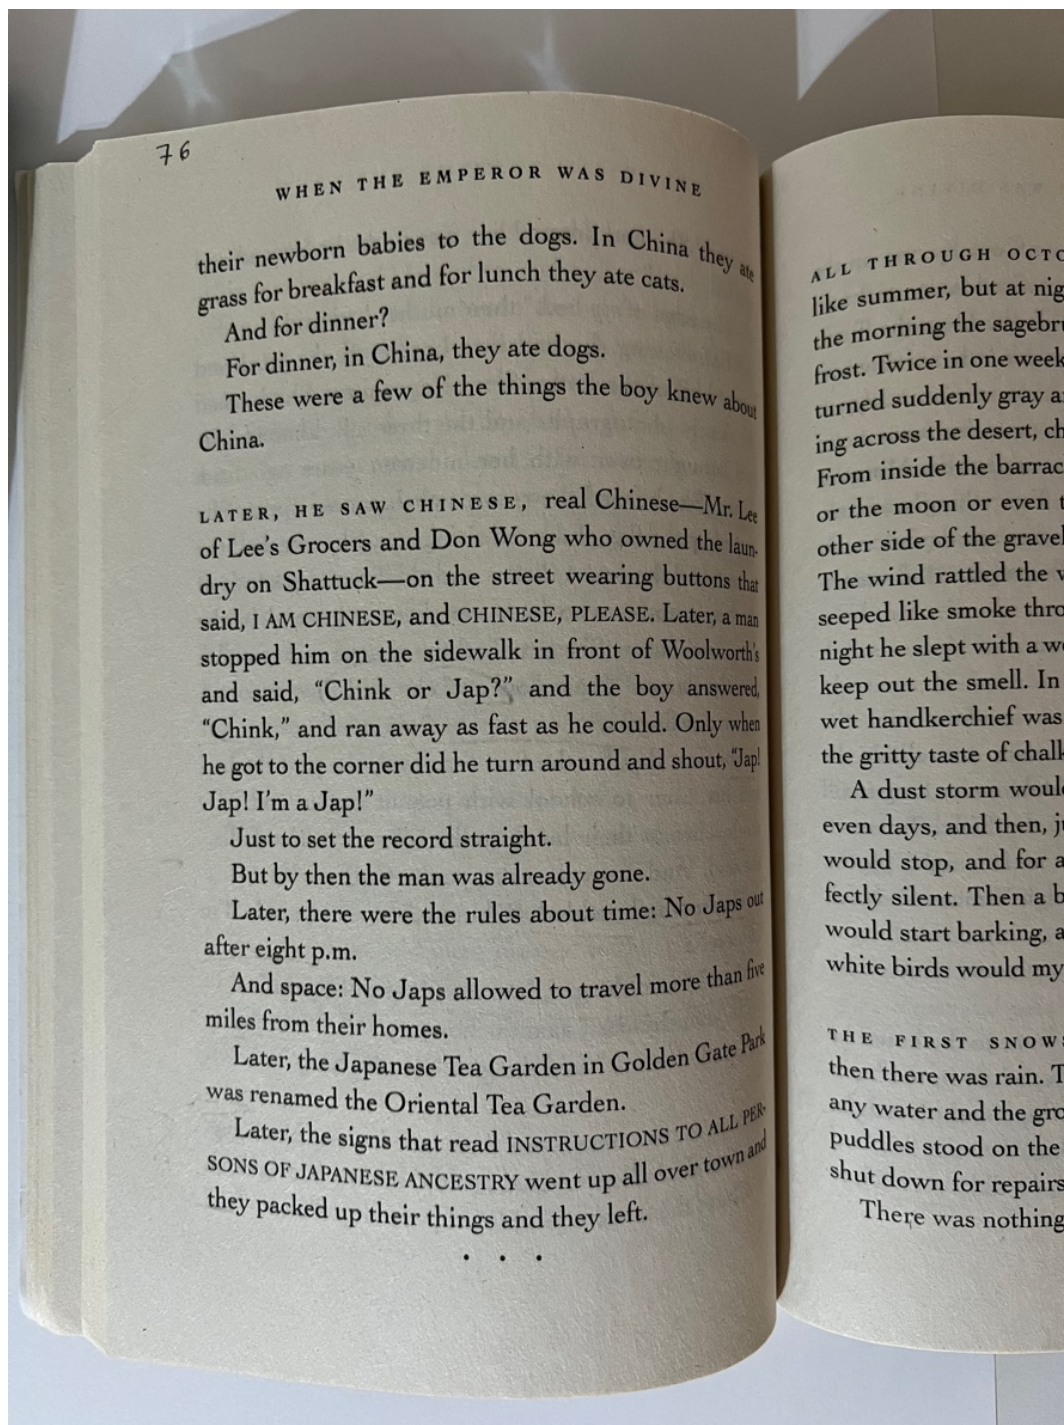 76
WHEN THE EMPEROR WAS DIVINE
their newborn babies to the dogs. In China they ate
grass for breakfast and for lunch they ate cats.
And for dinner?
For dinner, in China, they ate dogs.
These were a few of the things the boy knew about
China.
LATER, HE SAW CHINESE, real Chinese—Mr. Lee
of Lee's Grocers and Don Wong who owned the laun-
dry on Shattuck—on the street wearing buttons that
said, I AM CHINESE, and CHINESE, PLEASE. Later, a man
stopped him on the sidewalk in front of Woolworth's
and said, "Chink or Jap?" and the boy answered,
"Chink," and ran away as fast as he could. Only when
he got to the corner did he turn around and shout, "Jap!
Jap! I'm a Jap!"
Just to set the record straight.
But by then the man was already gone.
Later, there were the rules about time: No Japs out
after eight p.m.
And space: No Japs allowed to travel more than five
miles from their homes.
Later, the Japanese Tea Garden in Golden Gate Park
was renamed the Oriental Tea Garden.
Later, the signs that read INSTRUCTIONS TO ALL PER-
SONS OF JAPANESE ANCESTRY went up all over town and
they packed up their things and they left.
. . .
ALL THROUGH OCTO
like summer, but at nig
the morning the sagebru
frost. Twice in one week
turned suddenly gray a
ing across the desert, ch
From inside the barrac
or the moon or even t
other side of the gravel
The wind rattled the w
seeped like smoke thro
night he slept with a we
keep out the smell. In
wet handkerchief was
the gritty taste of chalk
A dust storm would
even days, and then, ju
would stop, and for a
fectly silent. Then a b
would start barking, a
white birds would my
THE FIRST SNOWS
then there was rain. T
any water and the gro
puddles stood on the
shut down for repairs
There was nothing